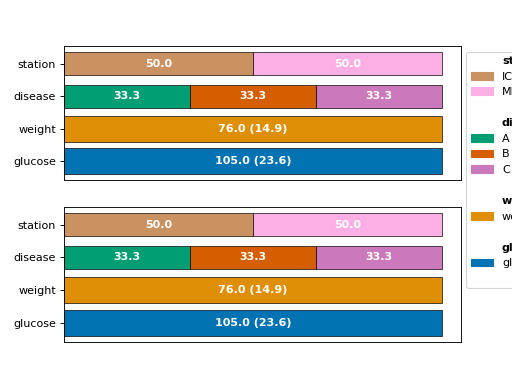 station 50.0 50.0
disease 33.3 33.3 33.3
weight 76.0 (14.9)
glucose 105.0 (23.6)
station 50.0 50.0
disease 33.3 33.3 33.3
weight 76.0 (14.9)
glucose 105.0 (23.6)
A
B
C